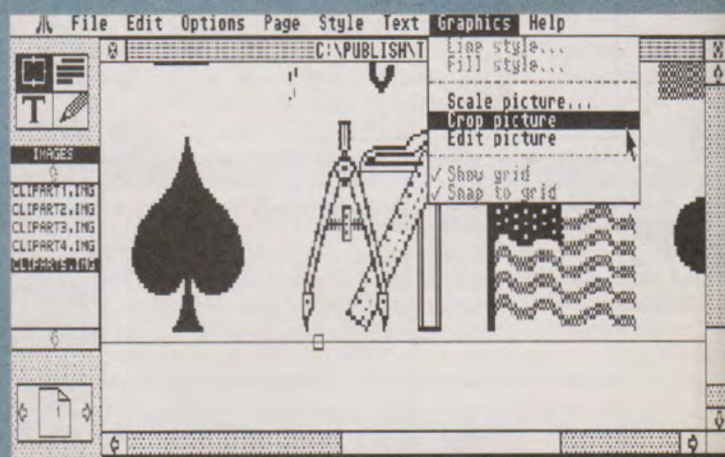 File Edit Options Page Style Text Graphics Help
C:\PUBLISH\T
Line style...
Fill style...
Scale picture...
Crop picture
Edit picture
✓ Show grid
✓ Snap to grid
T
IMAGES
CLIPART1.IMG
CLIPART2.IMG
CLIPART3.IMG
CLIPART4.IMG
CLIPART5.IMG
1